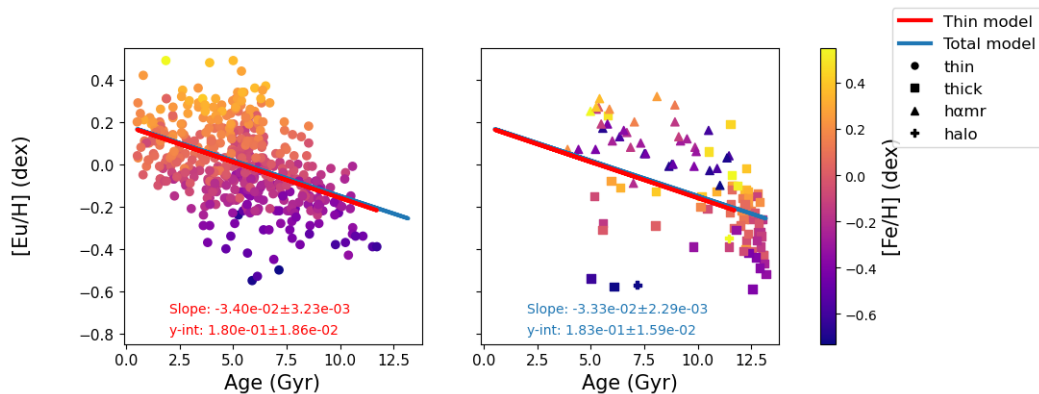 Thin model
Total model
thin
thick
hαmr
halo
[Eu/H] (dex)
0.4
0.2
0.0
−0.2
−0.4
−0.6
−0.8
Slope: -3.40e-02±3.23e-03
y-int: 1.80e-01±1.86e-02
0.0 2.5 5.0 7.5 10.0 12.5
Age (Gyr)
[Eu/H] (dex)
Slope: -3.33e-02±2.29e-03
y-int: 1.83e-01±1.59e-02
0.0 2.5 5.0 7.5 10.0 12.5
Age (Gyr)
0.4
0.2
0.0
−0.2
−0.4
−0.6
[Fe/H] (dex)